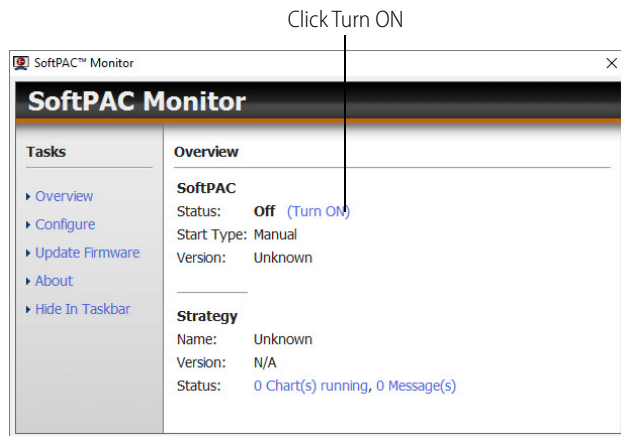 Click Turn ON
SoftPAC™ Monitor
SoftPAC Monitor
Tasks
Overview
Configure
Update Firmware
About
Hide In Taskbar
Overview
SoftPAC
Status: Off (Turn ON)
Start Type: Manual
Version: Unknown
Strategy
Name: Unknown
Version: N/A
Status: 0 Chart(s) running, 0 Message(s)